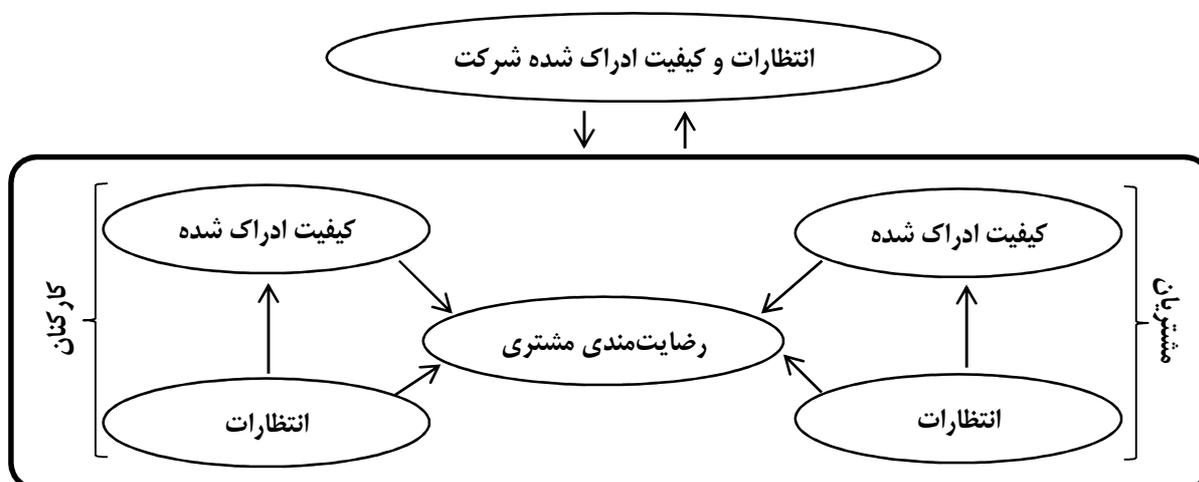 انتظارات و کیفیت ادراک شده شرکت
کیفیت ادراک شده
کیفیت ادراک شده
مشتریان
کارکنان
رضایت‌مندی مشتری
انتظارات
انتظارات